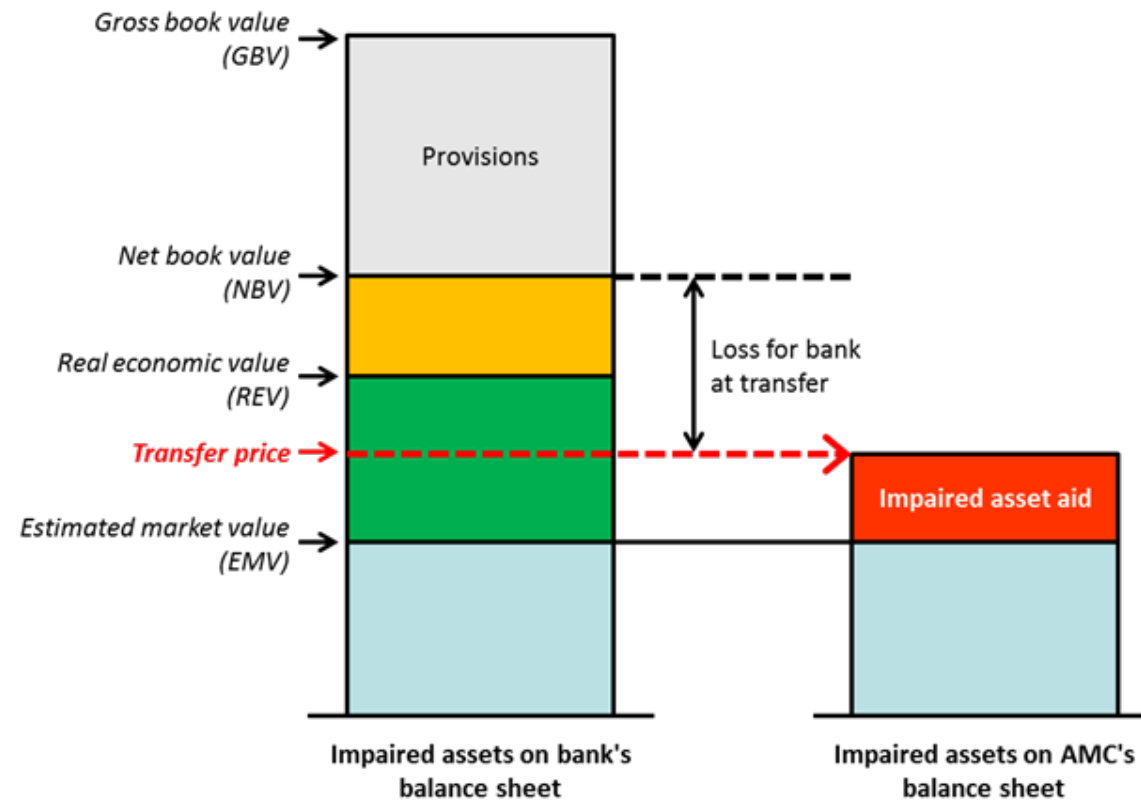 Gross book value
(GBV)
Provisions
Net book value
(NBV)
Loss for bank
at transfer
Real economic value
(REV)
Transfer price
Impaired asset aid
Estimated market value
(EMV)
Impaired assets on bank's
balance sheet
Impaired assets on AMC's
balance sheet